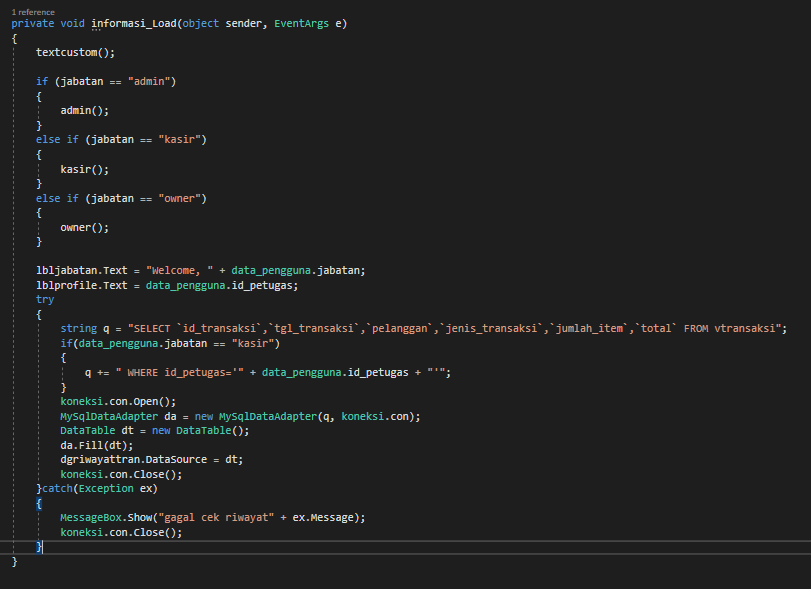 1 reference
private void informasi_Load(object sender, EventArgs e)
{
textcustom();
if (jabatan == "admin")
{
admin();
}
else if (jabatan == "kasir")
{
kasir();
}
else if (jabatan == "owner")
{
owner();
}
lbljabatan.Text = "Welcome, " + data_pengguna.jabatan;
lblprofile.Text = data_pengguna.id_petugas;
try
{
string q = "SELECT `id_transaksi`,`tgl_transaksi`,`pelanggan`,`jenis_transaksi`,`jumlah_item`,`total` FROM vtransaksi";
if(data_pengguna.jabatan == "kasir")
{
q += " WHERE id_petugas='" + data_pengguna.id_petugas + "'";
}
koneksi.con.Open();
MySqlDataAdapter da = new MySqlDataAdapter(q, koneksi.con);
DataTable dt = new DataTable();
da.Fill(dt);
dgriwayattran.DataSource = dt;
koneksi.con.Close();
}catch(Exception ex)
{
MessageBox.Show("gagal cek riwayat" + ex.Message);
koneksi.con.Close();
}
}